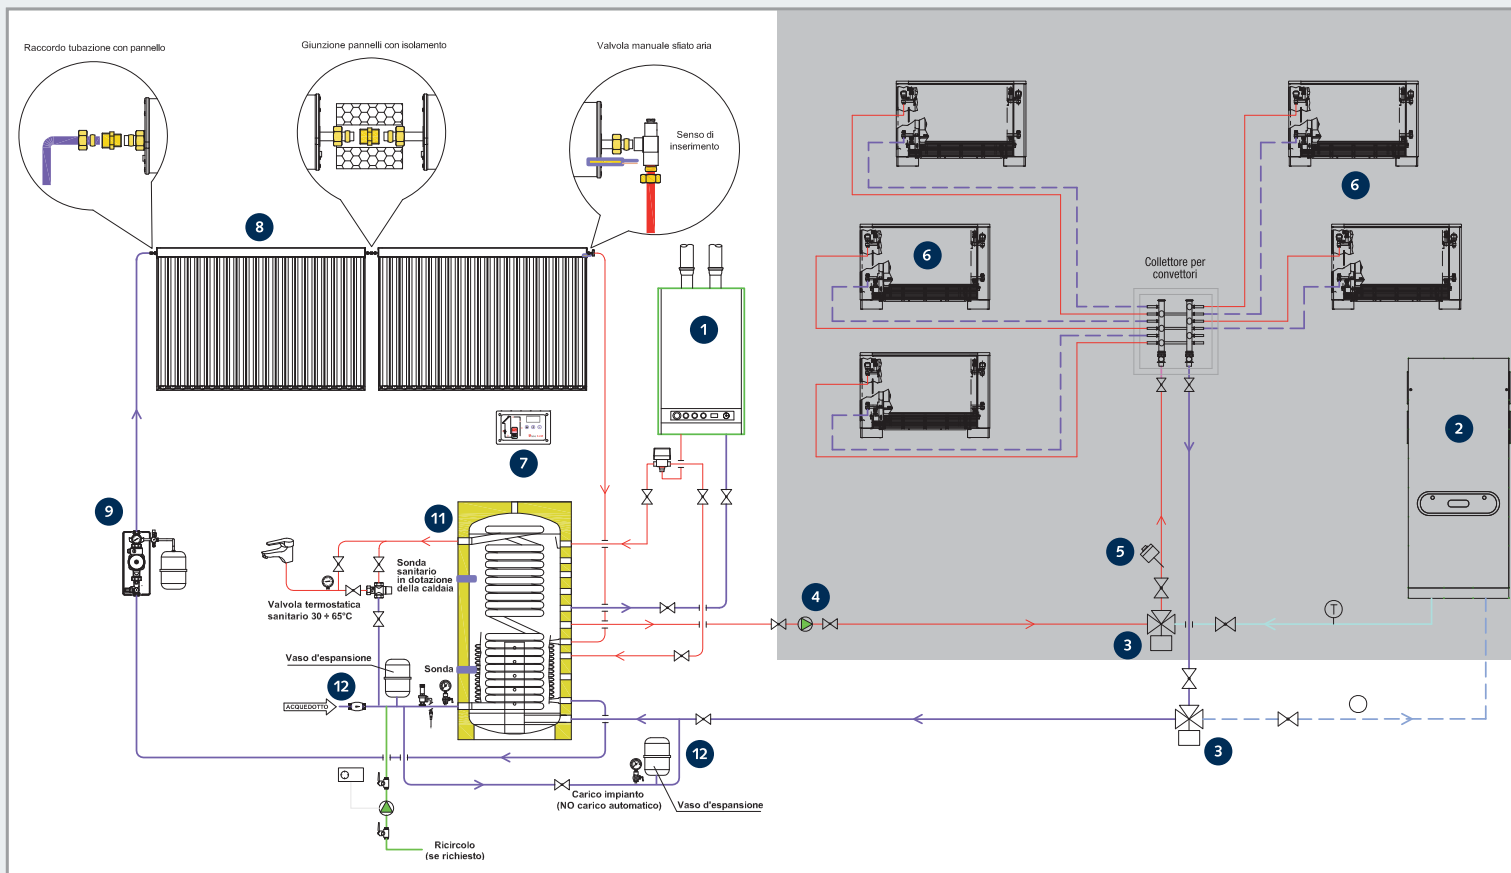 Raccordo tubazione con pannello
Giunzione pannelli con isolamento
Valvola manuale sfiato aria
Senso di
inserimento
8
1
6
6
Collettore per
convettori
2
7
9
11
Sonda
sanitario
in dotazione
della caldaia
Valvola termostatica
sanitario 30 ÷ 65°C
5
4
T
3
Vaso d'espansione
Sonda
12
ACQUEDOTTO
3
12
Carico impianto
(NO carico automatico)
Vaso d'espansione
Ricircolo
(se richiesto)